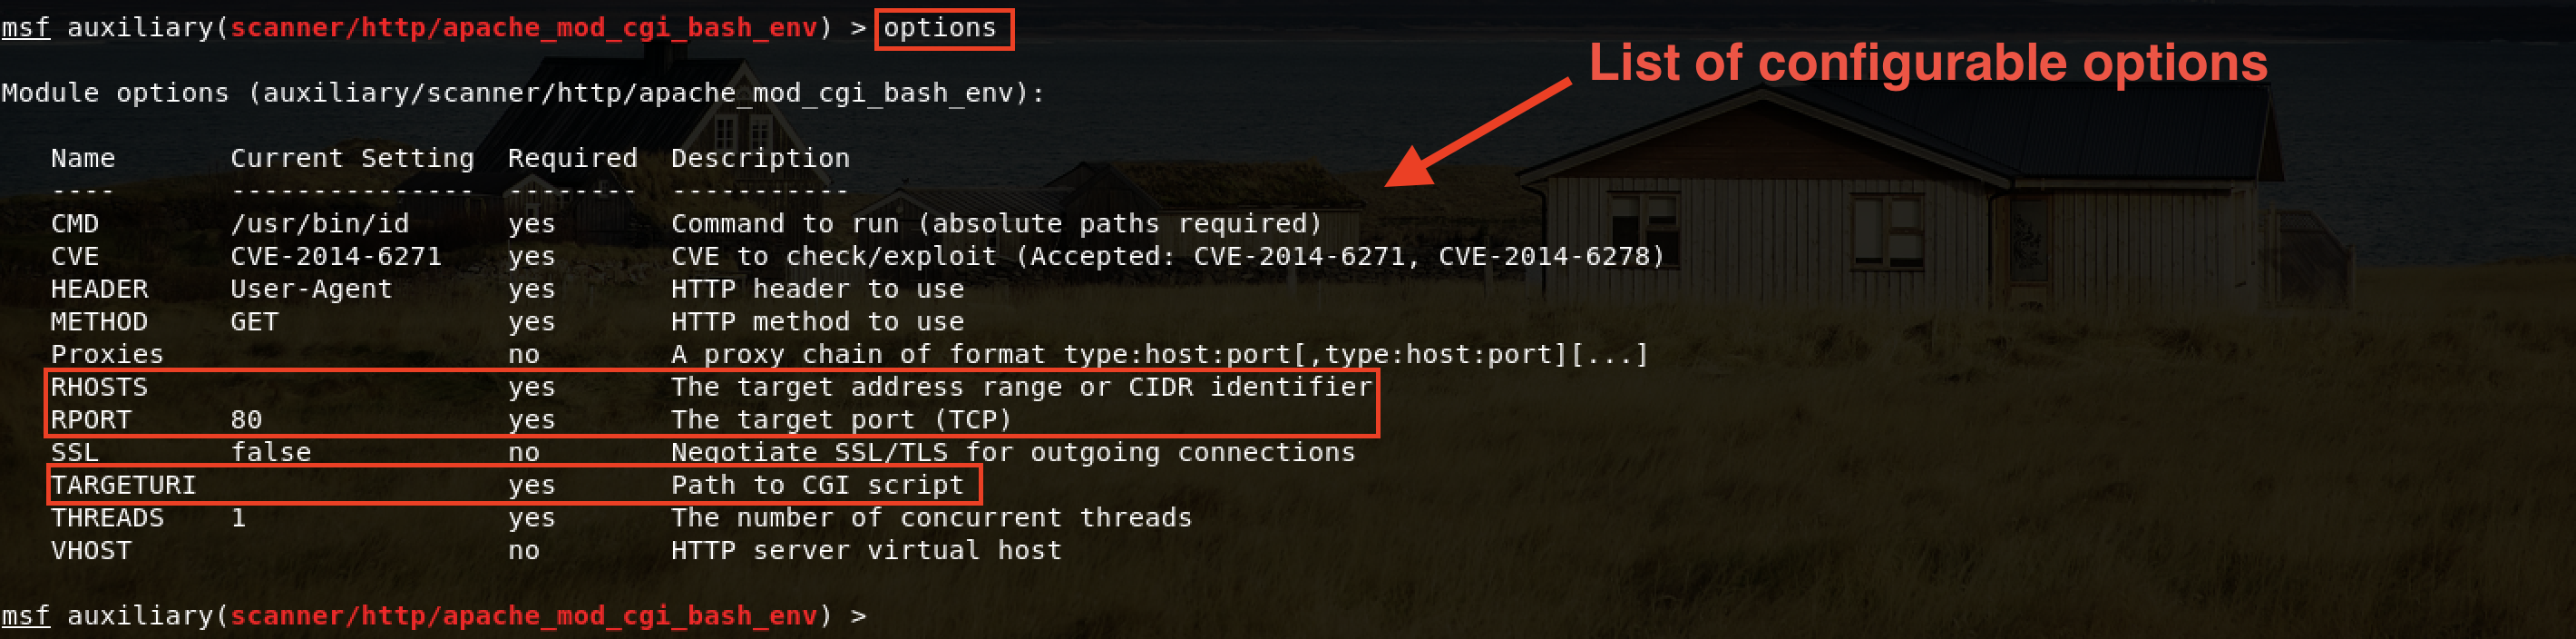 msf auxiliary(scanner/http/apache_mod_cgi_bash_env) > options
List of configurable options
Module options (auxiliary/scanner/http/apache_mod_cgi_bash_env):
Name Current Setting Required Description
---- --------------- -------- -----------
CMD /usr/bin/id yes Command to run (absolute paths required)
CVE CVE-2014-6271 yes CVE to check/exploit (Accepted: CVE-2014-6271, CVE-2014-6278)
HEADER User-Agent yes HTTP header to use
METHOD GET yes HTTP method to use
Proxies no A proxy chain of format type:host:port[,type:host:port][...]
RHOSTS yes The target address range or CIDR identifier
RPORT 80 yes The target port (TCP)
SSL false no Negotiate SSL/TLS for outgoing connections
TARGETURI yes Path to CGI script
THREADS 1 yes The number of concurrent threads
VHOST no HTTP server virtual host
msf auxiliary(scanner/http/apache_mod_cgi_bash_env) >